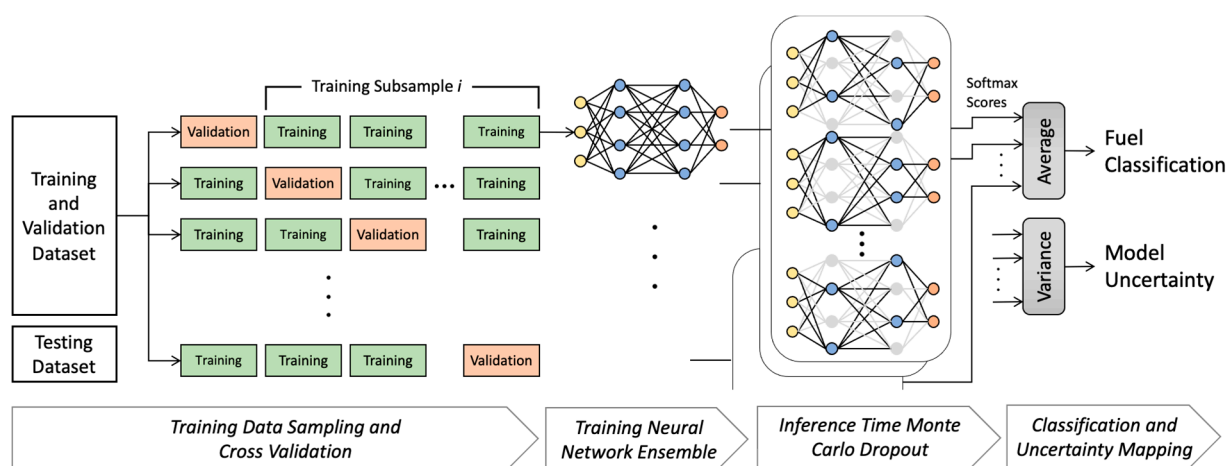 Training Subsample i
Training
and
Validation
Dataset
Testing
Dataset
Validation Training Training Training
Training Validation Training ... Training
Training Training Validation Training
Training Training Training Validation
Softmax
Scores
Average
Fuel
Classification
Variance
Model
Uncertainty
Training Data Sampling and
Cross Validation
Training Neural
Network Ensemble
Inference Time Monte
Carlo Dropout
Classification and
Uncertainty Mapping